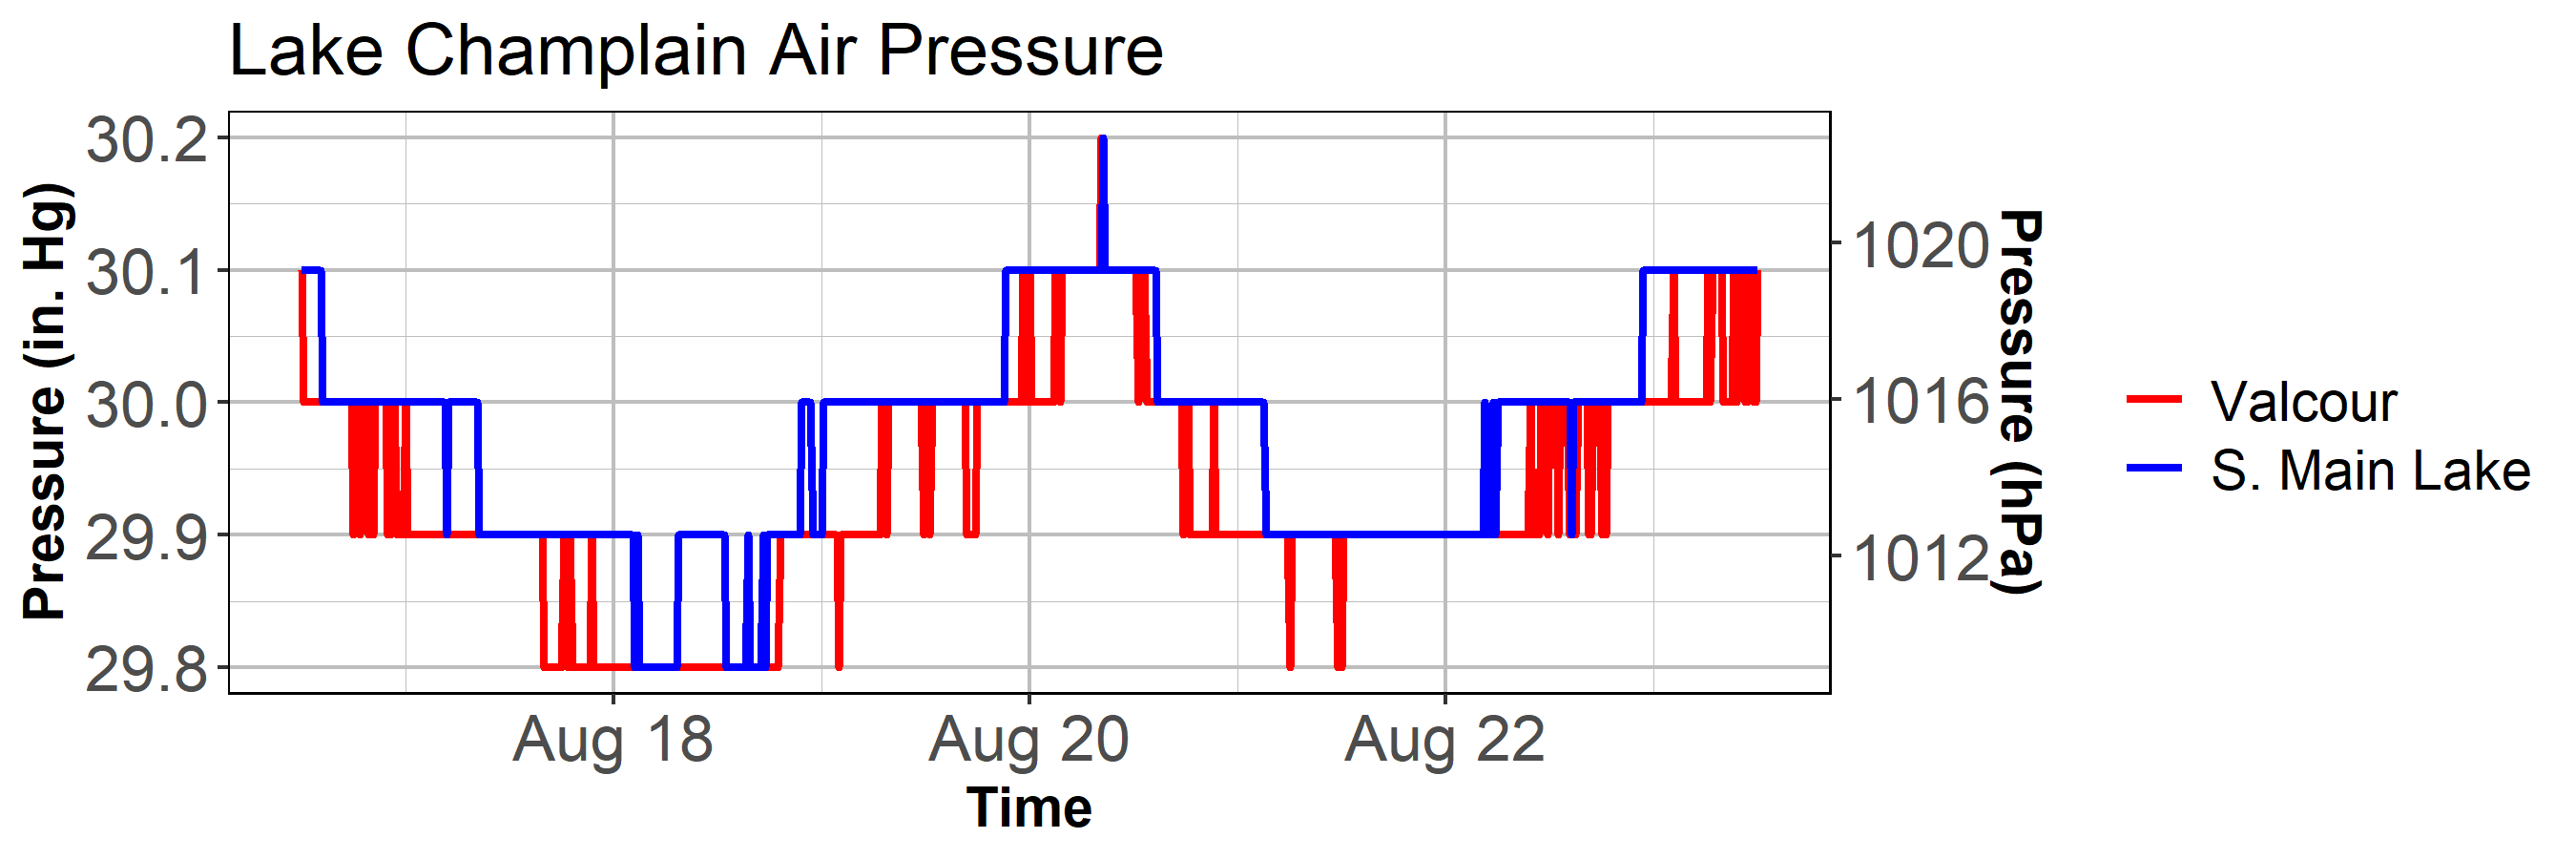 Lake Champlain Air Pressure
Pressure (in. Hg)
30.2
30.1
30.0
29.9
29.8
1020
1016
1012
Pressure (hPa)
Aug 18
Aug 20
Aug 22
Time
Valcour
S. Main Lake